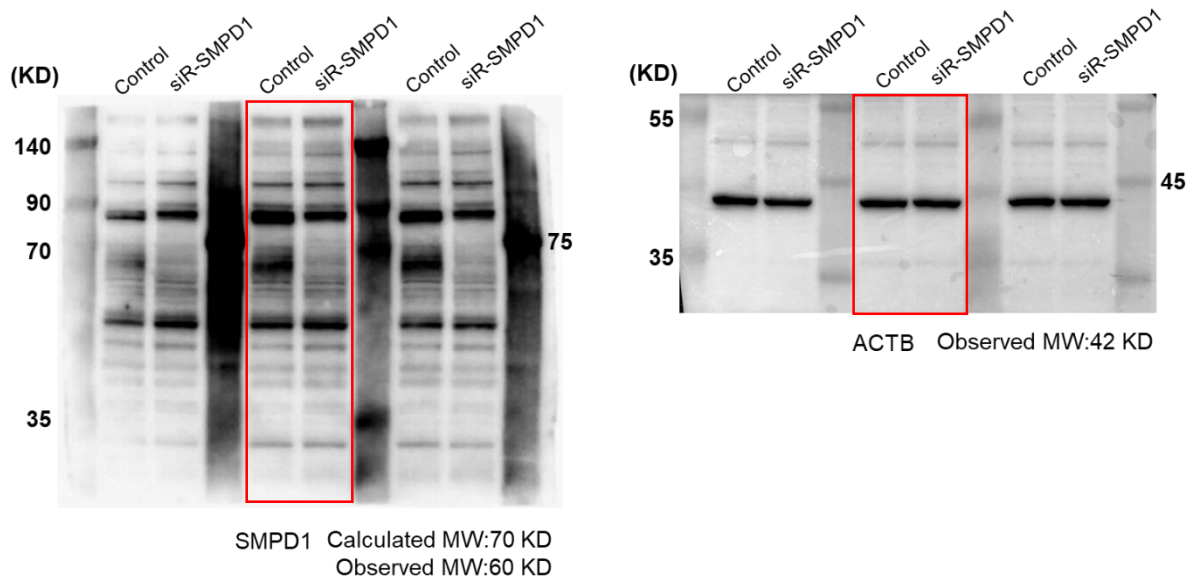 (KD)
Control
siR-SMPD1
Control
siR-SMPD1
Control
siR-SMPD1
140
90
70
35
75
SMPD1 Calculated MW:70 KD
Observed MW:60 KD
(KD)
Control
siR-SMPD1
Control
siR-SMPD1
Control
siR-SMPD1
55
35
45
ACTB Observed MW:42 KD